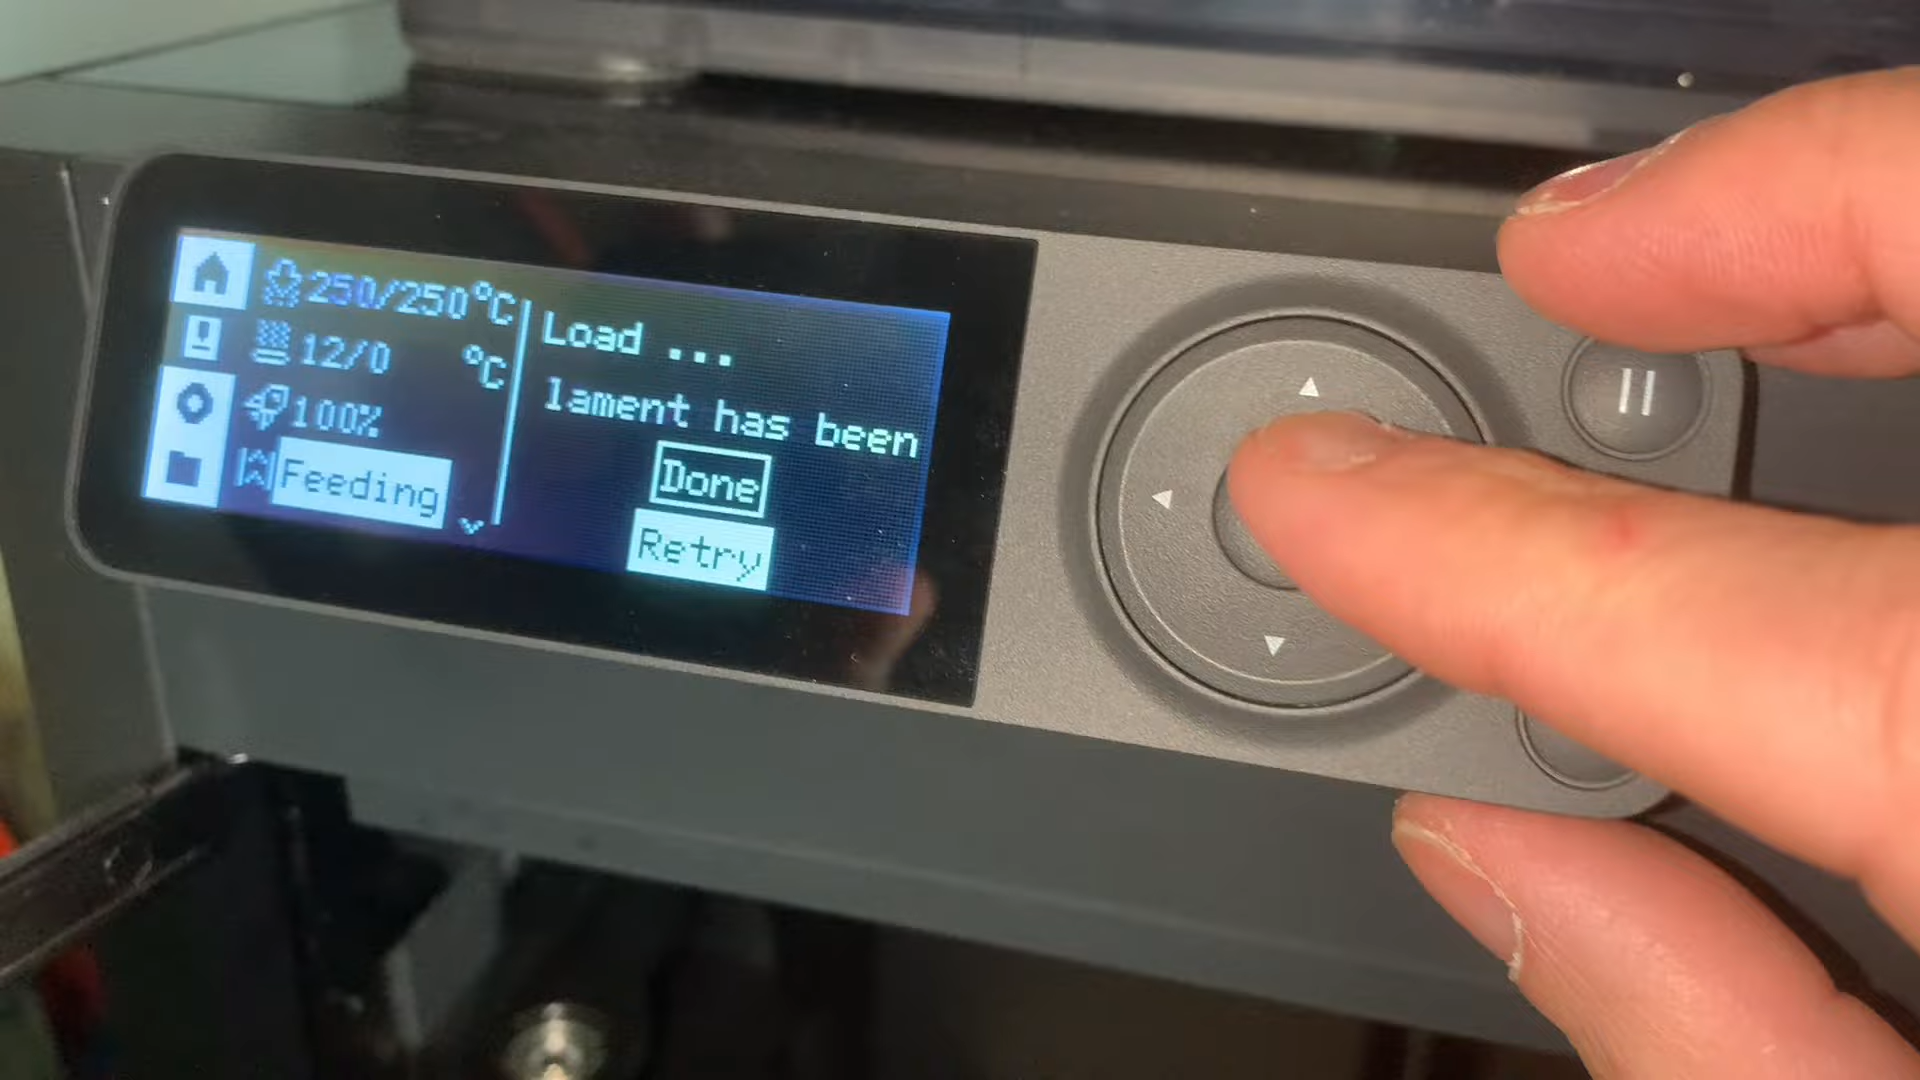 250/250°C
12/0 °C
100%
Feeding
Load ...
lament has been
Done
Retry